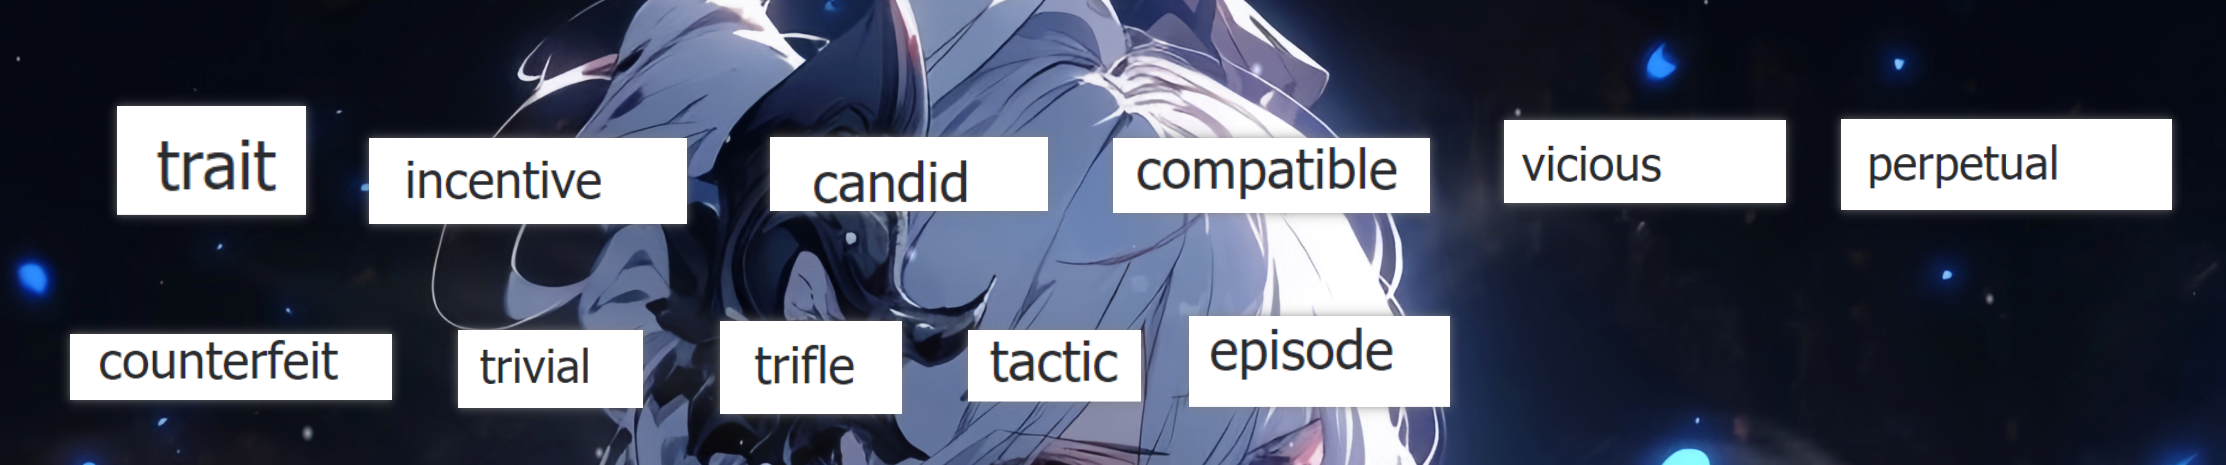 trait incentive candid compatible vicious perpetual
counterfeit trivial trifle tactic episode